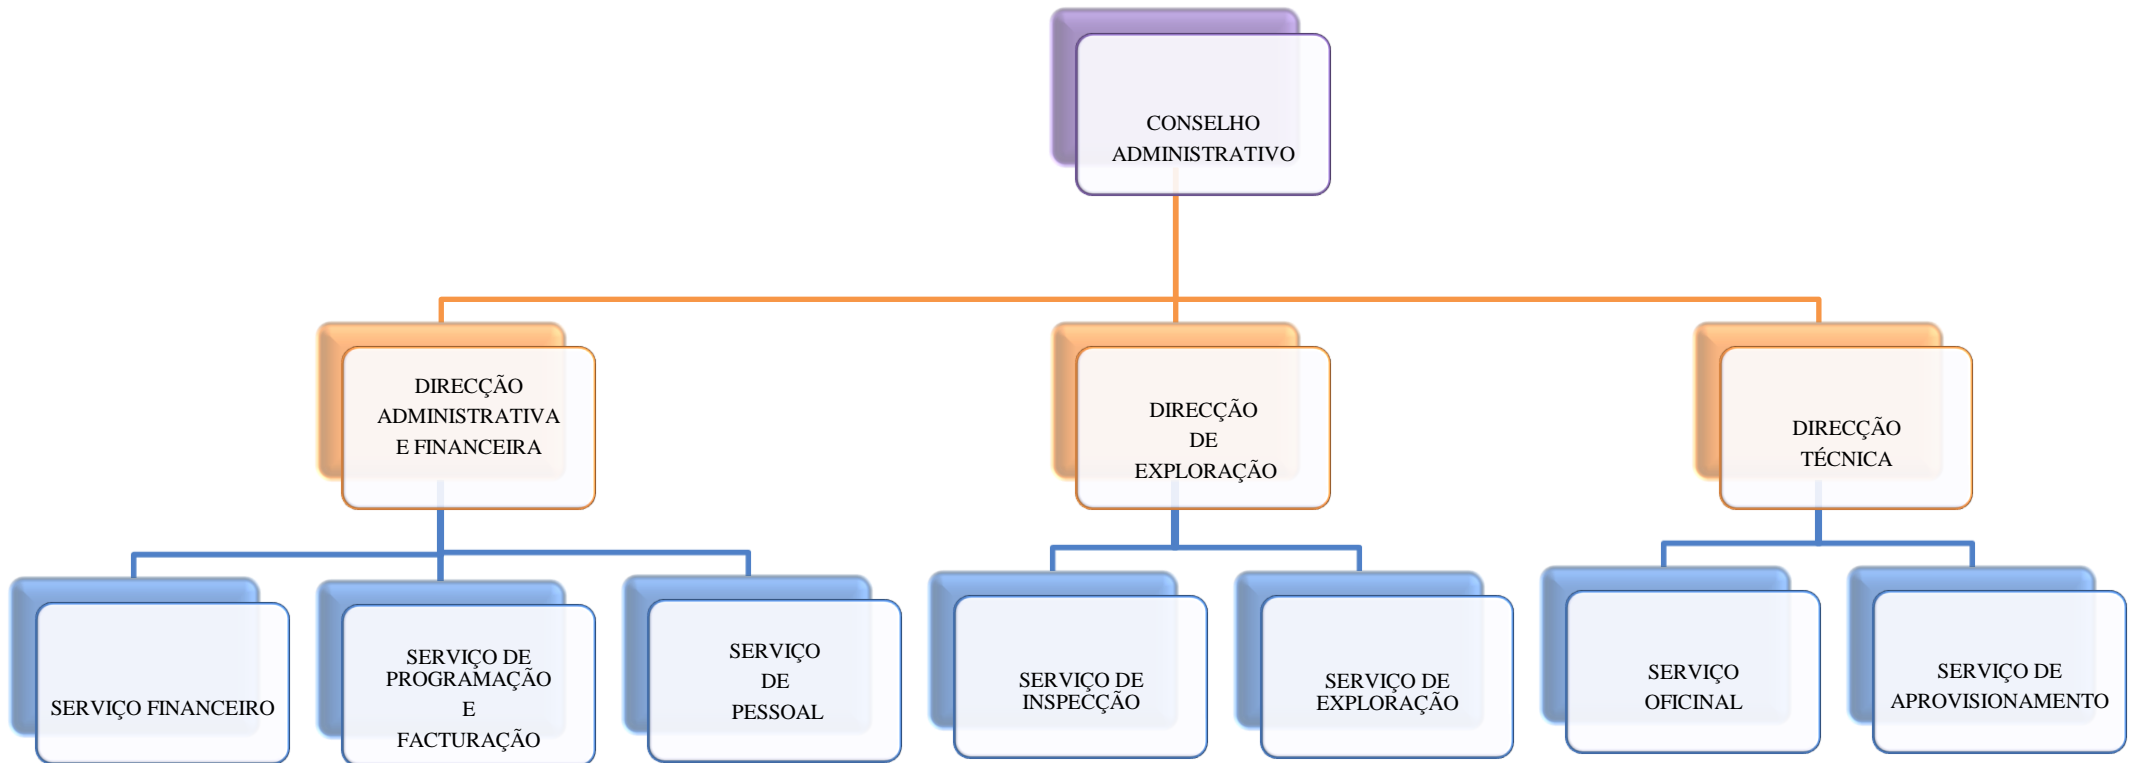 CONSELHO
ADMINISTRATIVO
DIRECÇÃO
ADMINISTRATIVA
E FINANCEIRA
DIRECÇÃO
DE
EXPLORAÇÃO
DIRECÇÃO
TÉCNICA
SERVIÇO FINANCEIRO
SERVIÇO DE
PROGRAMAÇÃO
E
FACTURAÇÃO
SERVIÇO
DE
PESSOAL
SERVIÇO DE
INSPECÇÃO
SERVIÇO DE
EXPLORAÇÃO
SERVIÇO
OFICINAL
SERVIÇO DE
APROVISIONAMENTO